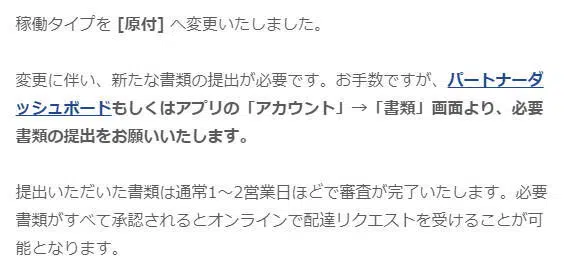 稼働タイプを [原付] へ変更いたしました。
変更に伴い、新たな書類の提出が必要です。お手数ですが、パートナーダ
ッシュボードもしくはアプリの「アカウント」→「書類」画面より、必要
書類の提出をお願いいたします。
提出いただいた書類は通常1〜2営業日ほどで審査が完了いたします。必要
書類がすべて承認されるとオンラインで配達リクエストを受けることが可
能となります。